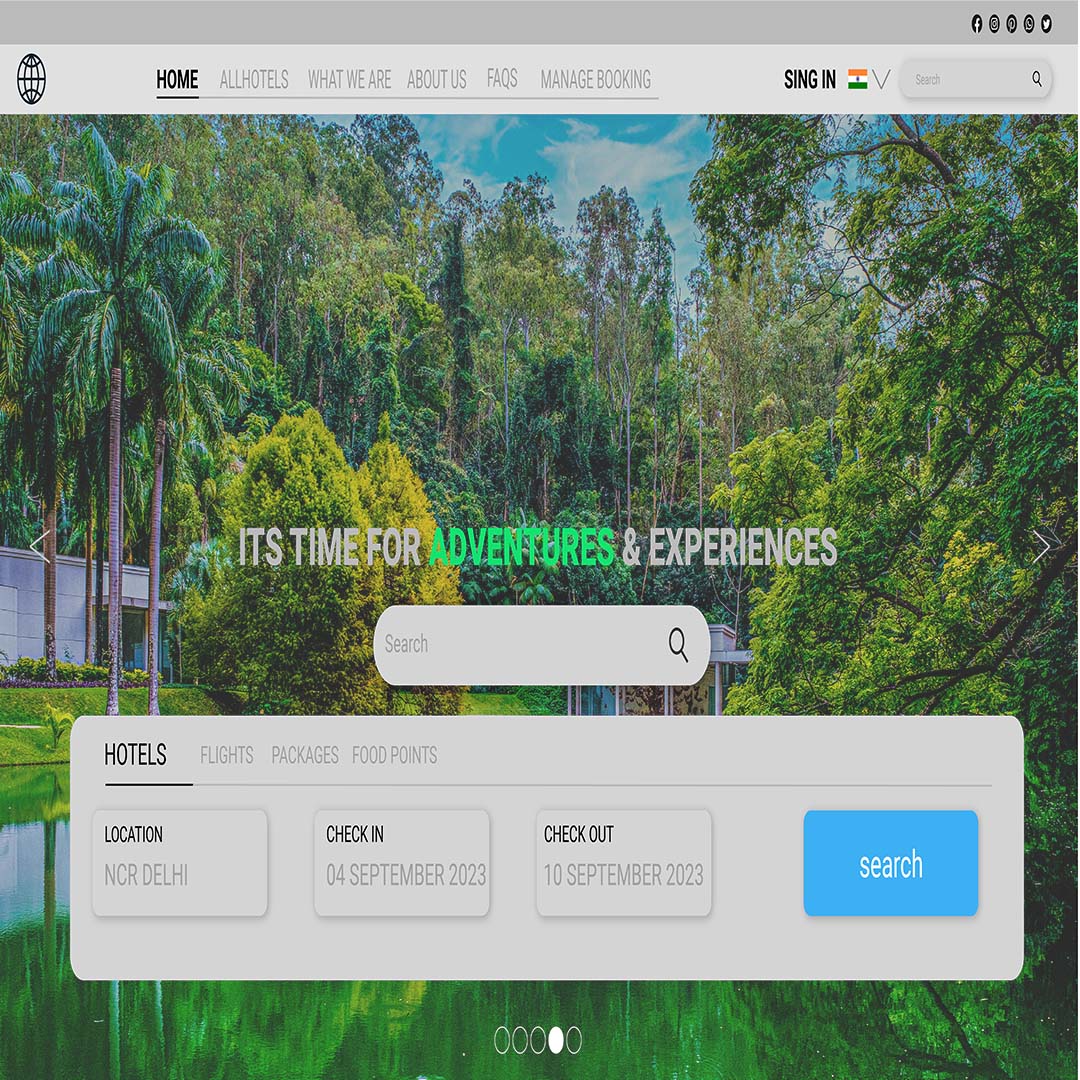 HOME ALLHOTELS WHAT WE ARE ABOUT US FAQS MANAGE BOOKING SING IN Search
ITS TIME FOR ADVENTURES & EXPERIENCES
Search
HOTELS FLIGHTS PACKAGES FOOD POINTS
LOCATION CHECK IN CHECK OUT
NCR DELHI 04 SEPTEMBER 2023 10 SEPTEMBER 2023
search